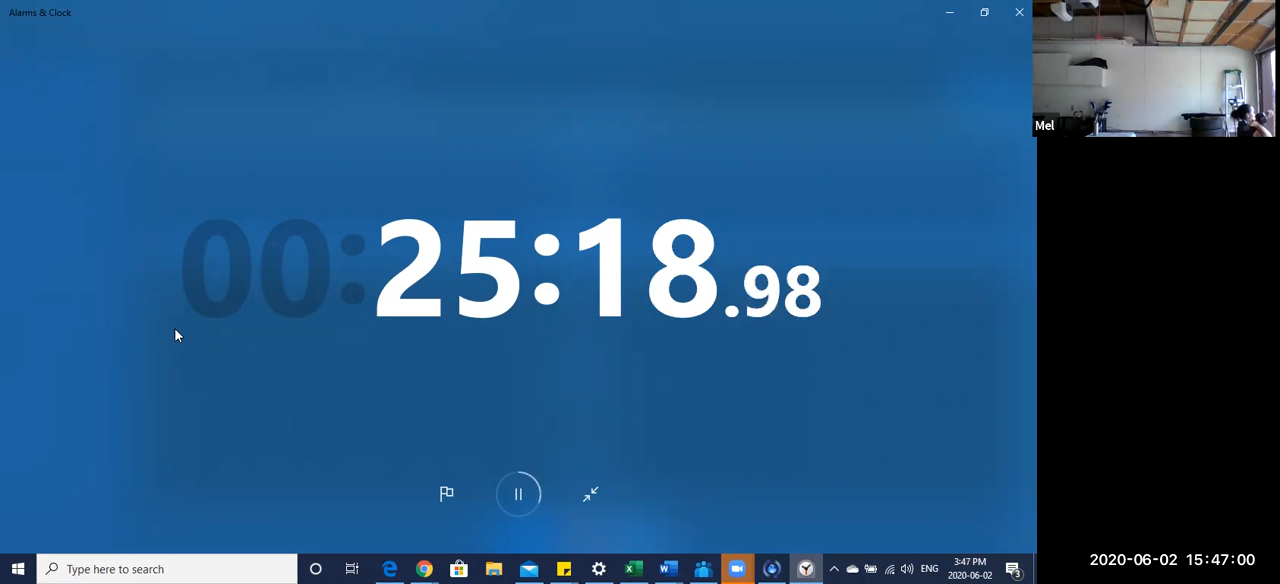 Alarms & Clock
Mel
00:25:18.98
Type here to search
ENG
3:47 PM
2020-06-02
3
2020-06-02 15:47:00